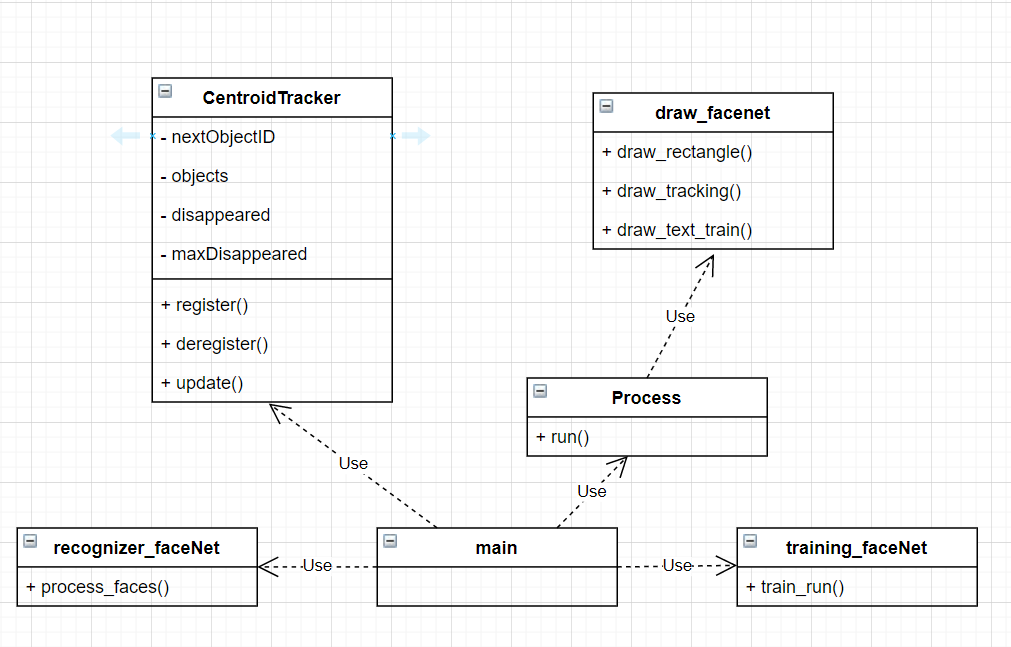 CentroidTracker
- nextObjectID
- objects
- disappeared
- maxDisappeared
+ register()
+ deregister()
+ update()
draw_facenet
+ draw_rectangle()
+ draw_tracking()
+ draw_text_train()
Use
Process
+ run()
Use
Use
recognizer_faceNet
+ process_faces()
Use
main
Use
training_faceNet
+ train_run()